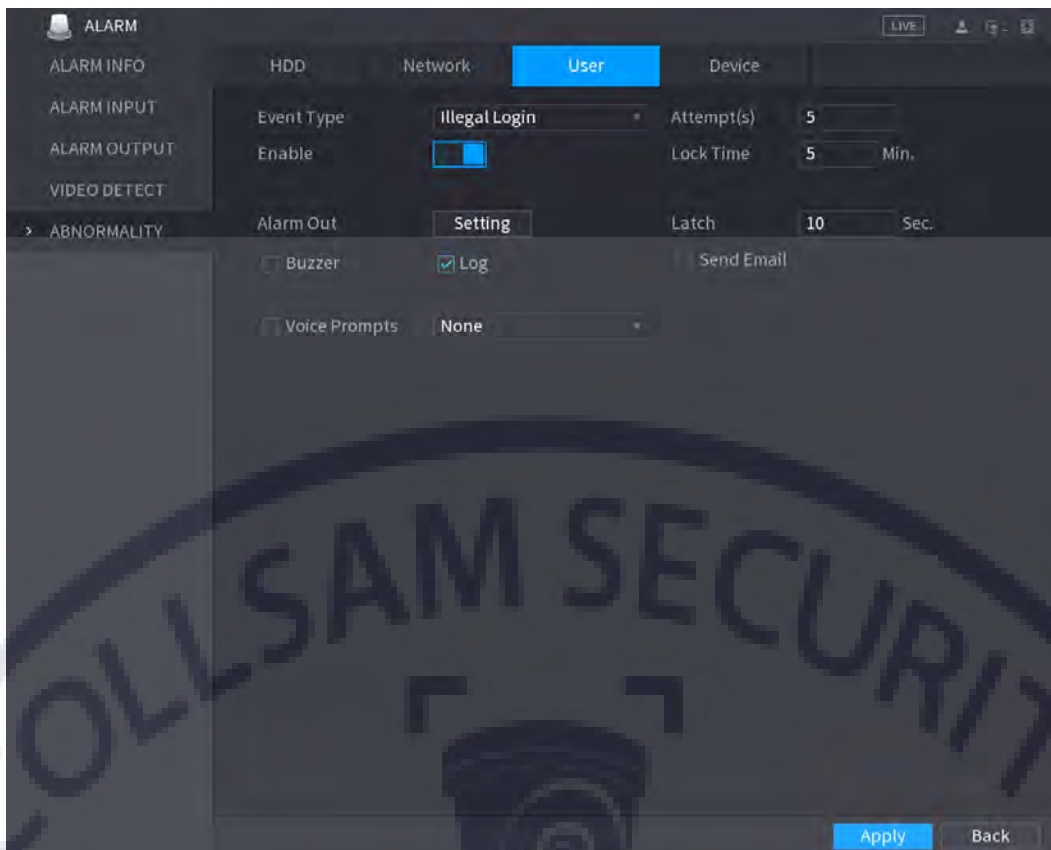 ALARM
LIVE
ALARM INFO
ALARM INPUT
ALARM OUTPUT
VIDEO DETECT
> ABNORMALITY
HDD Network User Device
Event Type Illegal Login Attempt(s) 5
Enable Lock Time 5 Min.
Alarm Out Setting Latch 10 Sec.
Buzzer Log Send Email
Voice Prompts None
OLLSAM SECURIT
Apply Back